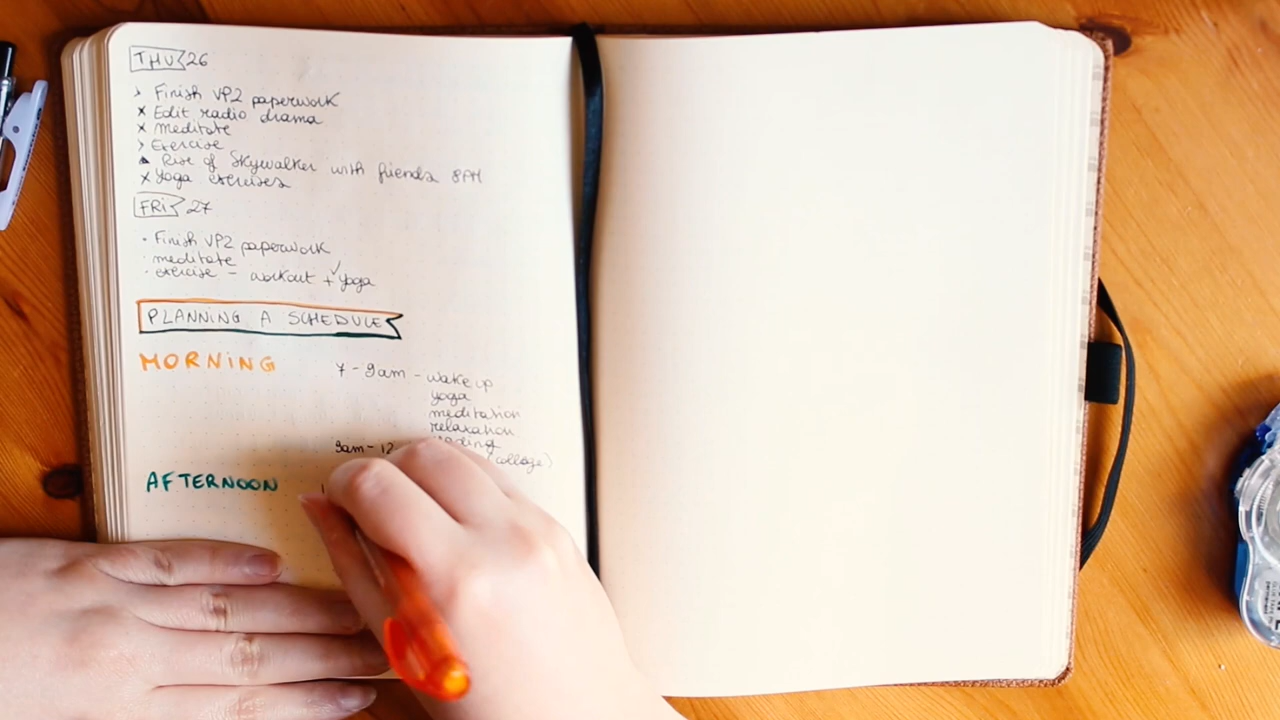 THU 26
> Finish VP2 paperwork
x Edit radio drama
x meditate
> Exercise
▲ Rise of Skywalker with friends 8PM
x Yoga exercises
FRI 27
· Finish VP2 paperwork
· meditate
· exercise - workout + yoga
PLANNING A SCHEDULE
MORNING 7 - 9am - wake up
yoga
meditation
relaxation
9am - 12
(college)
AFTERNOON